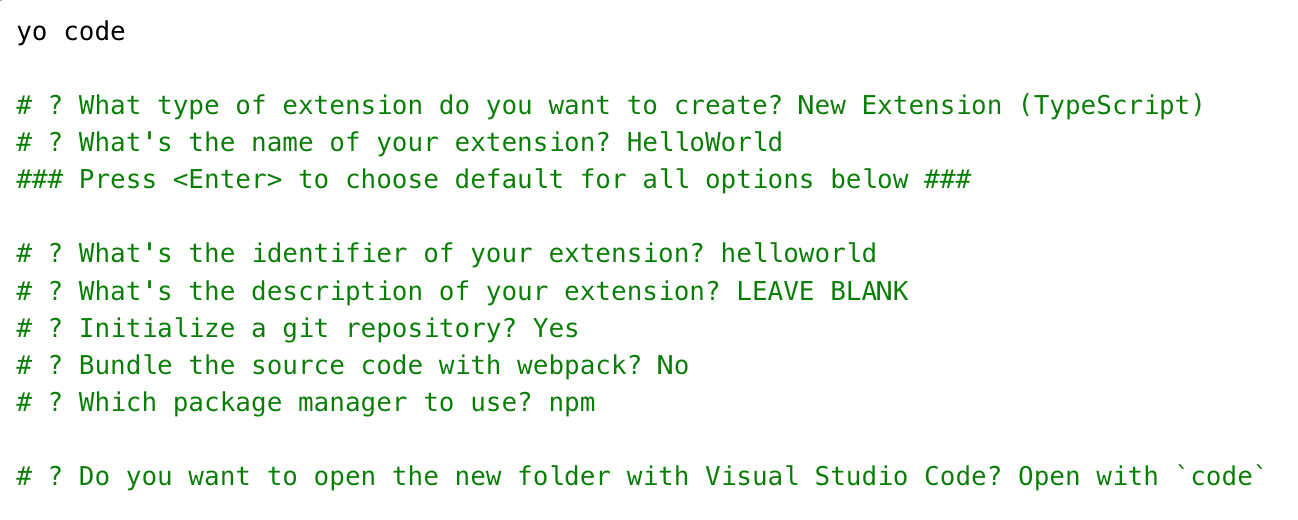 yo code
# ? What type of extension do you want to create? New Extension (TypeScript)
# ? What's the name of your extension? HelloWorld
### Press <Enter> to choose default for all options below ###
# ? What's the identifier of your extension? helloworld
# ? What's the description of your extension? LEAVE BLANK
# ? Initialize a git repository? Yes
# ? Bundle the source code with webpack? No
# ? Which package manager to use? npm
# ? Do you want to open the new folder with Visual Studio Code? Open with `code`